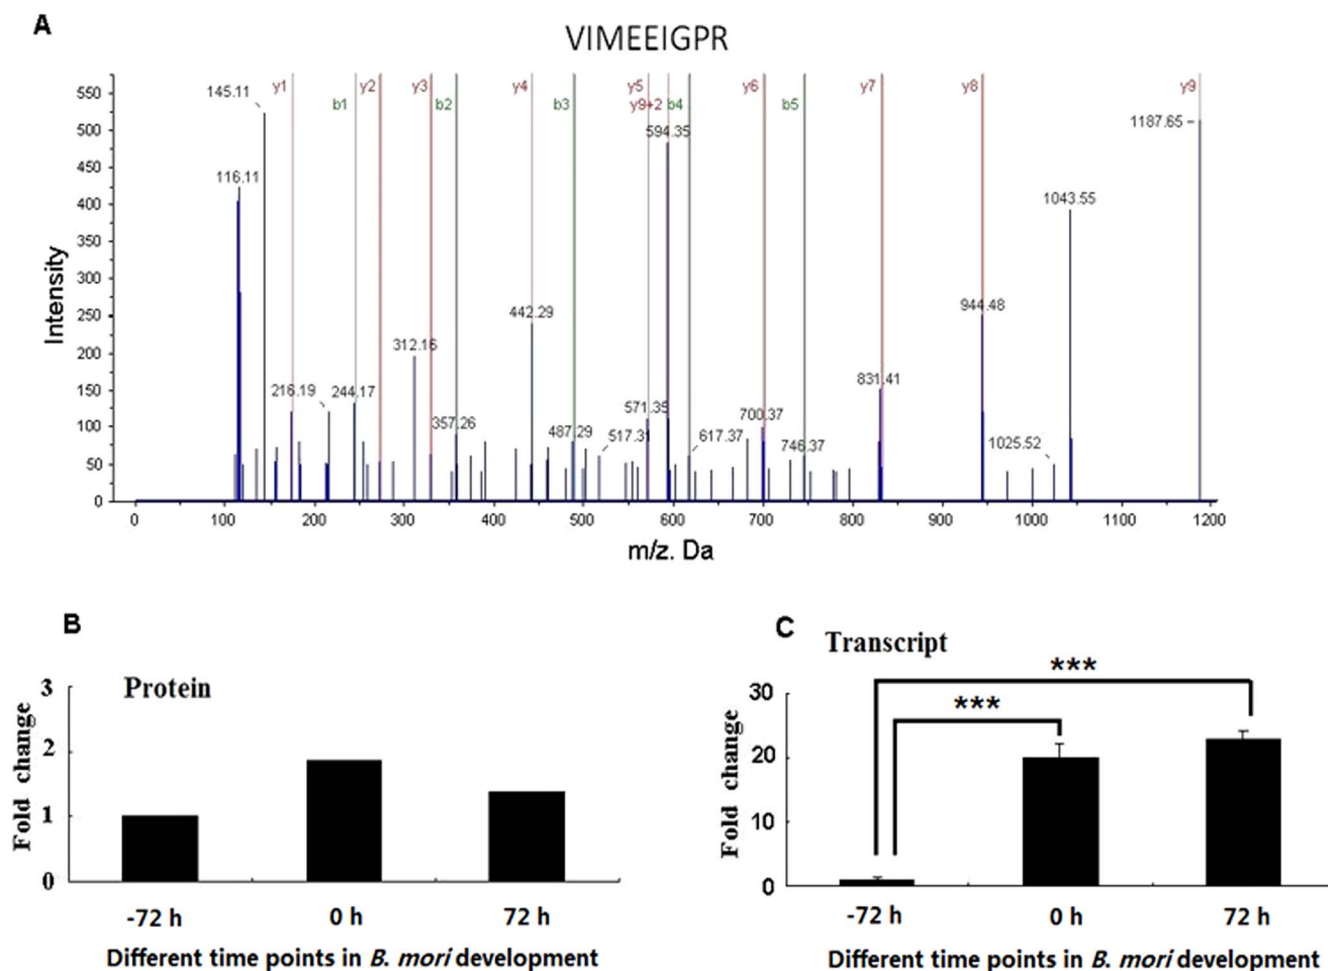 A
VIMEEIGPR
y1 y2 y3 y4 y5 y6 y7 y8 y9
b1 b2 b3 y9+2 b4 b5
550
500
450
400
350
300
250
200
150
100
50
0
Intensity
145.11
116.11
594.35
1187.65
1043.55
442.29
944.48
312.16
216.19
244.17
357.26
487.29
517.31
571.35
617.37
700.37
746.37
831.41
1025.52
0 100 200 300 400 500 600 700 800 900 1000 1100 1200
m/z. Da
B
Protein
3
2
1
0
Fold change
-72 h 0 h 72 h
Different time points in B. mori development
C
Transcript
***
***
30
20
10
0
Fold change
-72 h 0 h 72 h
Different time points in B. mori development